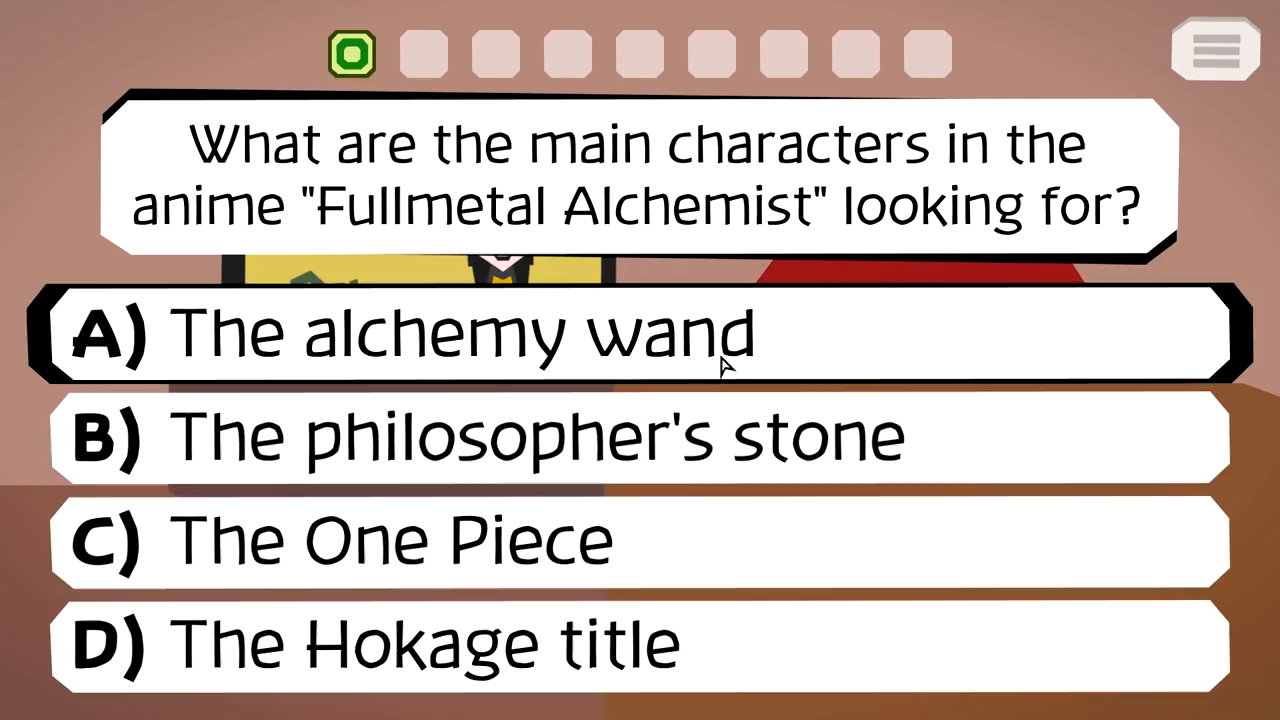 What are the main characters in the
anime "Fullmetal Alchemist" looking for?
A) The alchemy wand
B) The philosopher's stone
C) The One Piece
D) The Hokage title